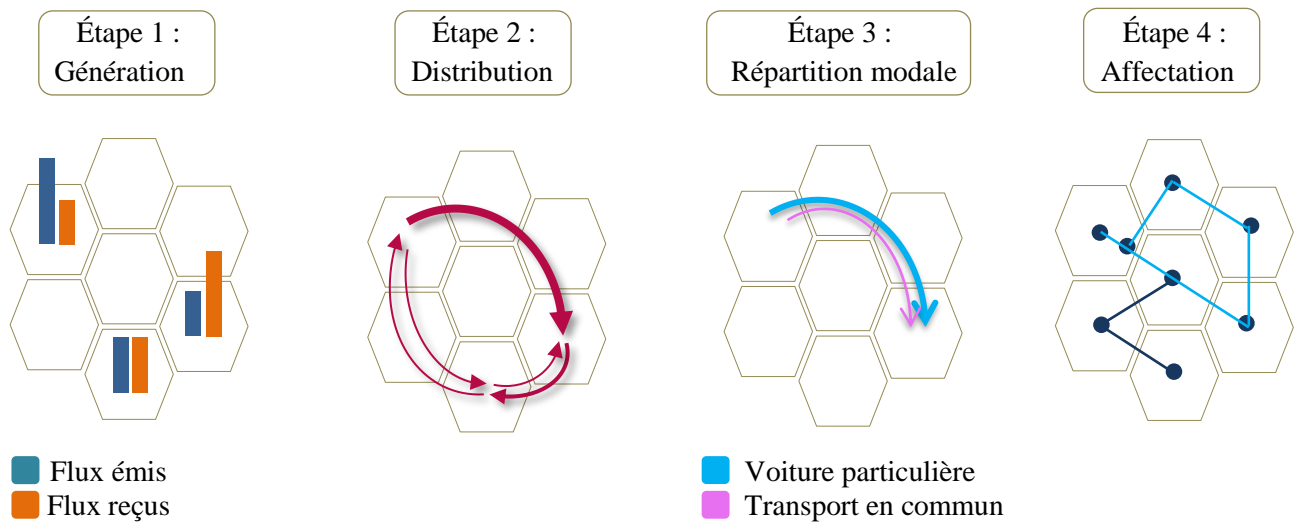 Étape 1 :
Génération
Étape 2 :
Distribution
Étape 3 :
Répartition modale
Étape 4 :
Affectation
Flux émis
Flux reçus
Voiture particulière
Transport en commun